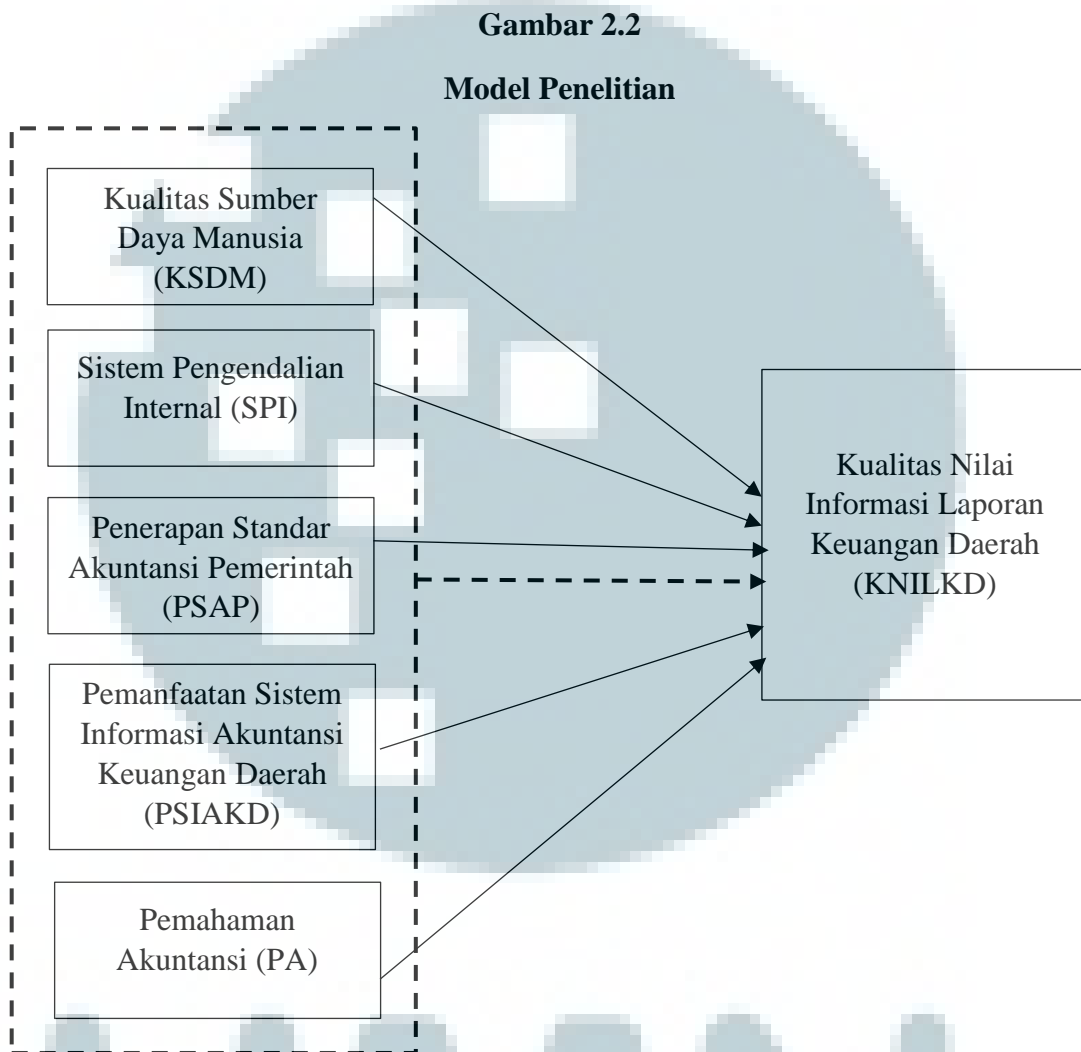 Gambar 2.2
Model Penelitian
Kualitas Sumber
Daya Manusia
(KSDM)
Sistem Pengendalian
Internal (SPI)
Penerapan Standar
Akuntansi Pemerintah
(PSAP)
Pemanfaatan Sistem
Informasi Akuntansi
Keuangan Daerah
(PSIAKD)
Pemahaman
Akuntansi (PA)
Kualitas Nilai
Informasi Laporan
Keuangan Daerah
(KNILKD)